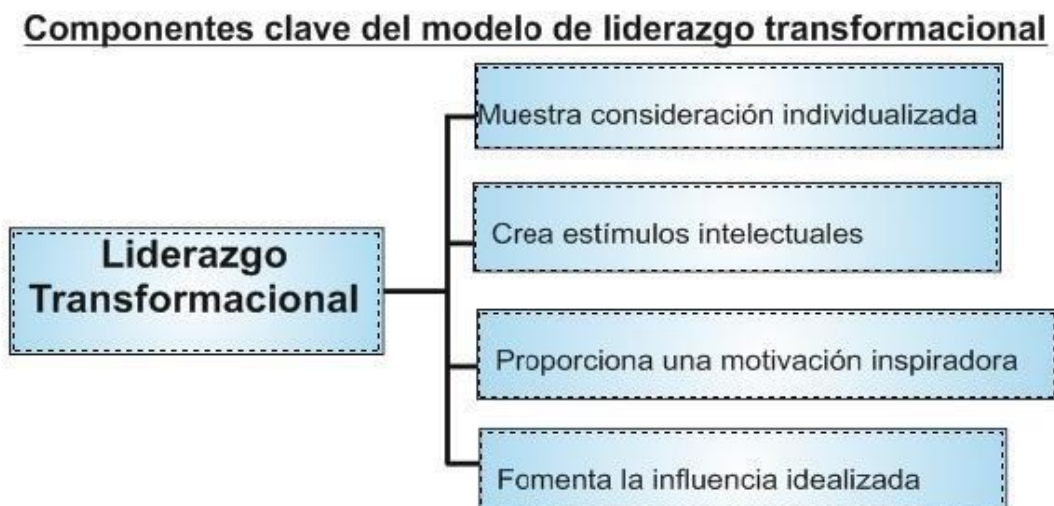 Componentes clave del modelo de liderazgo transformacional
Muestra consideración individualizada
Crea estímulos intelectuales
Liderazgo
Transformacional
Proporciona una motivación inspiradora
Fomenta la influencia idealizada